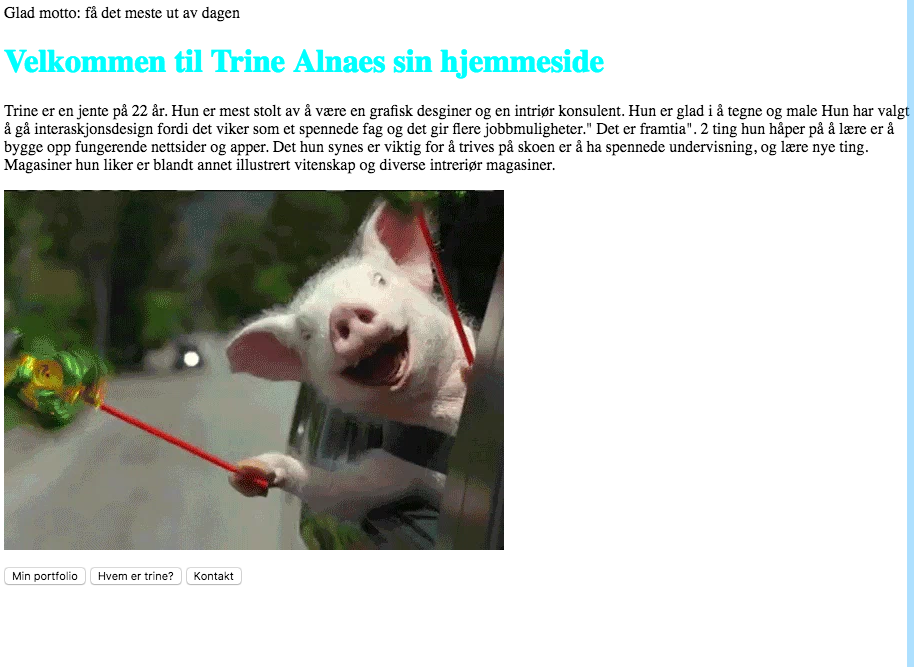 Glad motto: få det meste ut av dagen
Velkommen til Trine Alnaes sin hjemmeside
Trine er en jente på 22 år. Hun er mest stolt av å være en grafisk desginer og en intriør konsulent. Hun er glad i å tegne og male Hun har valgt
å gå interaskjonsdesign fordi det viker som et spennede fag og det gir flere jobbmuligheter." Det er framtia". 2 ting hun håper på å lære er å
bygge opp fungerende nettsider og apper. Det hun synes er viktig for å trives på skoen er å ha spennede undervisning, og lære nye ting.
Magasiner hun liker er blandt annet illustrert vitenskap og diverse intreriør magasiner.
Min portfolio Hvem er trine? Kontakt